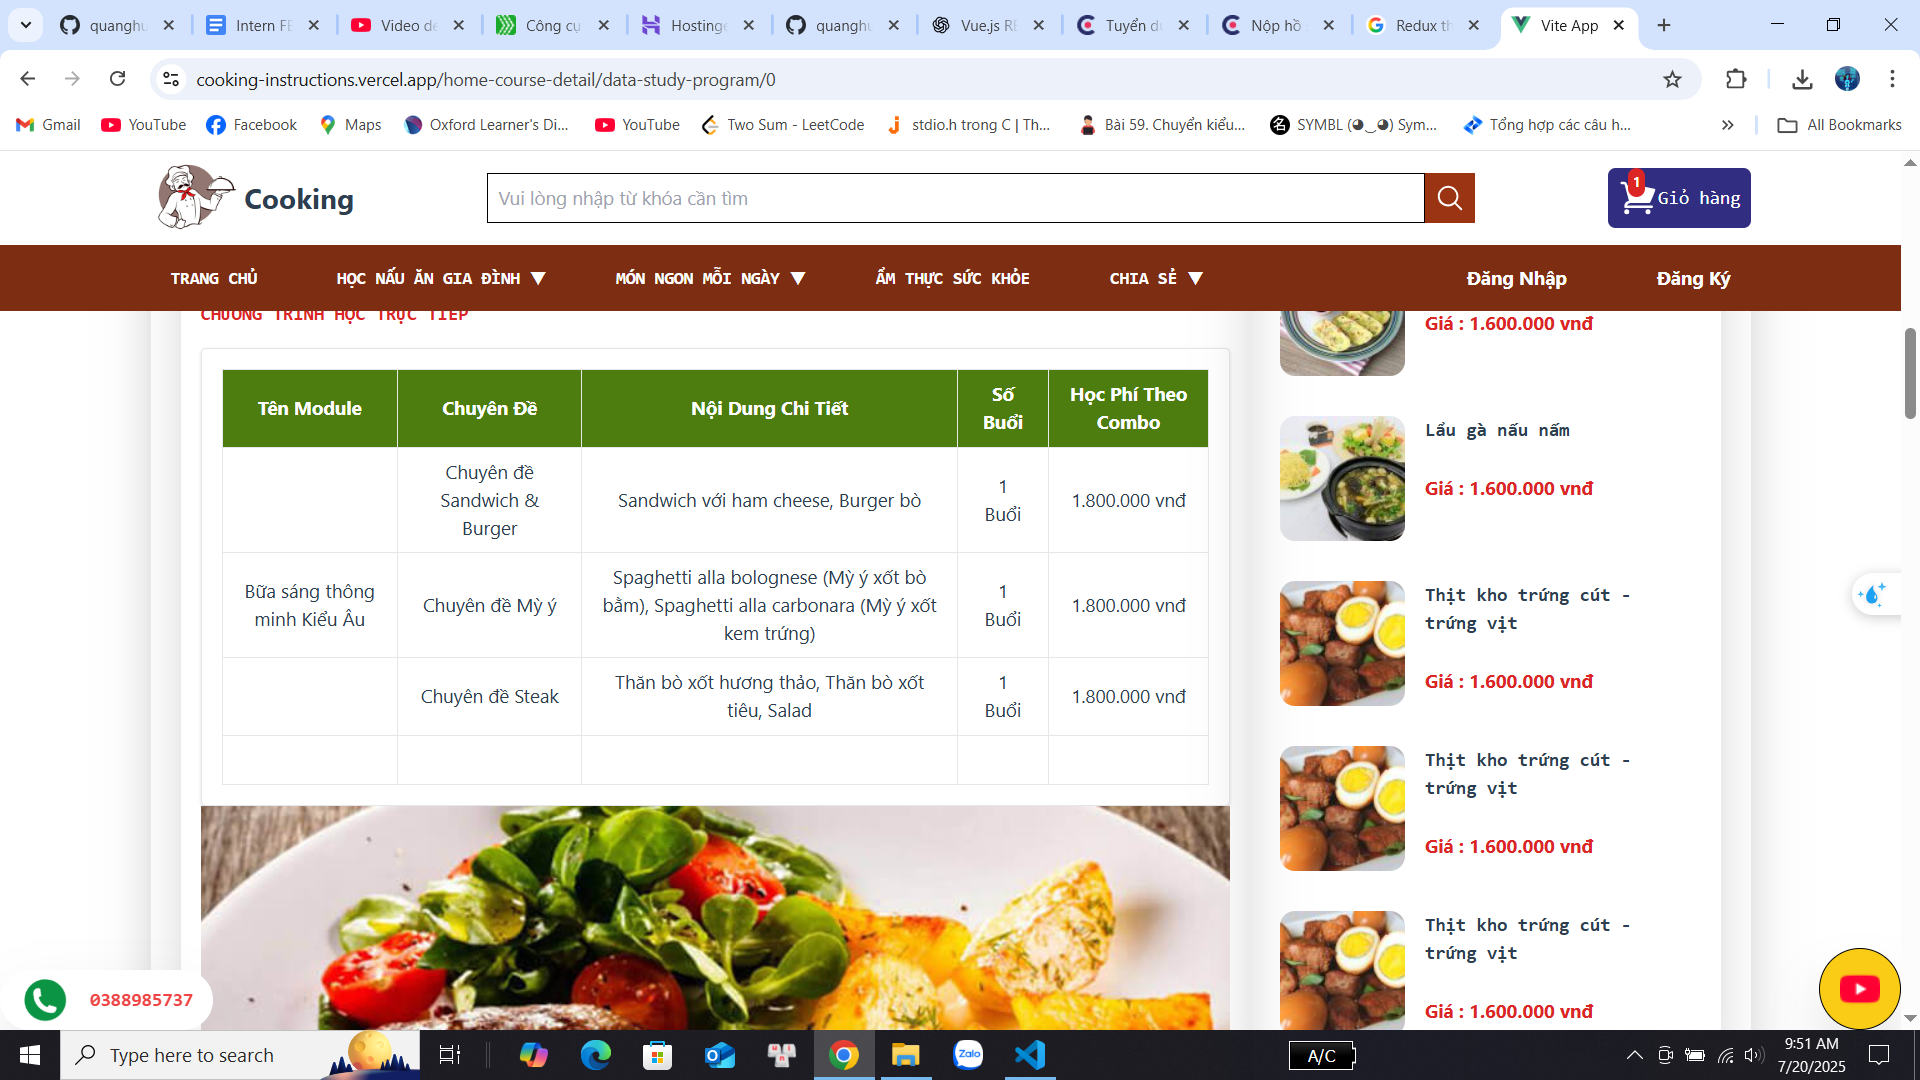 quanghu
Intern FE
Video de
Công cụ
Hostinge
quanghu
Vue.js RE
Tuyển dụ
Nộp hồ s
Redux th
Vite App
cooking-instructions.vercel.app/home-course-detail/data-study-program/0
Gmail
YouTube
Facebook
Maps
Oxford Learner's Di...
YouTube
Two Sum - LeetCode
stdio.h trong C | Th...
Bài 59. Chuyển kiểu...
SYMBL (◕‿◕) Sym...
Tổng hợp các câu h...
»
All Bookmarks
Cooking
Vui lòng nhập từ khóa cần tìm
1
Giỏ hàng
TRANG CHỦ
HỌC NẤU ĂN GIA ĐÌNH ▼
MÓN NGON MỖI NGÀY ▼
ẨM THỰC SỨC KHỎE
CHIA SẺ ▼
Đăng Nhập
Đăng Ký
CHƯƠNG TRÌNH HỌC TRỰC TIẾP
Tên Module
Chuyên Đề
Nội Dung Chi Tiết
Số
Buổi
Học Phí Theo
Combo
Chuyên đề
Sandwich &
Burger
Sandwich với ham cheese, Burger bò
1
Buổi
1.800.000 vnđ
Bữa sáng thông
minh Kiểu Âu
Chuyên đề Mỳ ý
Spaghetti alla bolognese (Mỳ ý xốt bò
bằm), Spaghetti alla carbonara (Mỳ ý xốt
kem trứng)
1
Buổi
1.800.000 vnđ
Chuyên đề Steak
Thăn bò xốt hương thảo, Thăn bò xốt
tiêu, Salad
1
Buổi
1.800.000 vnđ
Giá : 1.600.000 vnđ
Lẩu gà nấu nấm
Giá : 1.600.000 vnđ
Thịt kho trứng cút -
trứng vịt
Giá : 1.600.000 vnđ
Thịt kho trứng cút -
trứng vịt
Giá : 1.600.000 vnđ
Thịt kho trứng cút -
trứng vịt
Giá : 1.600.000 vnđ
0388985737
Type here to search
Zalo
A/C
9:51 AM
7/20/2025